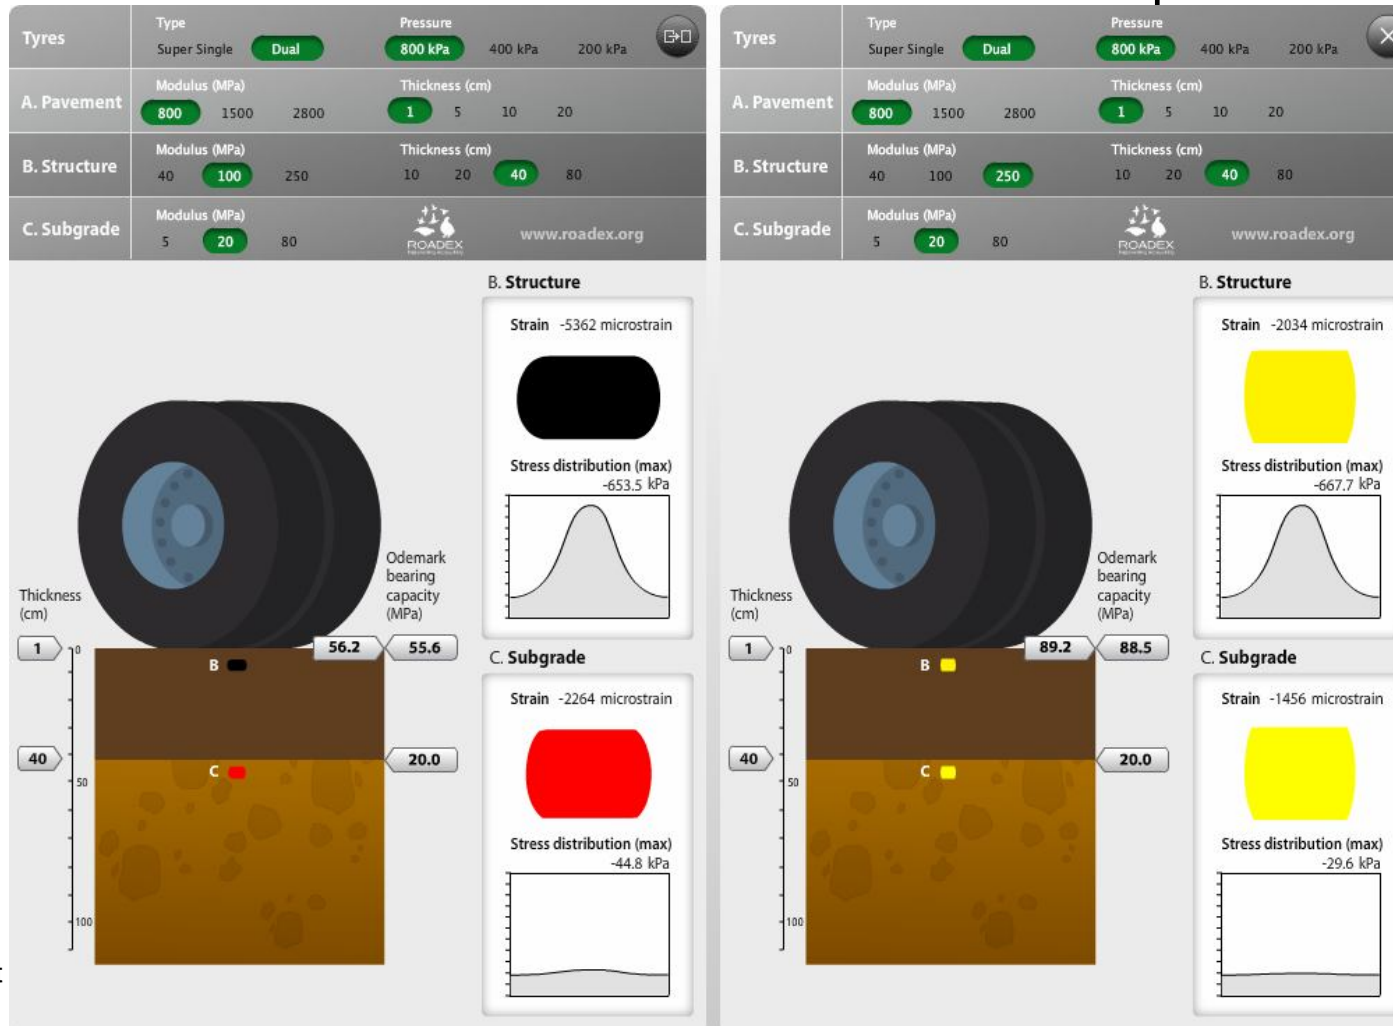 Tyres
Type
Super Single Dual
Pressure
800 kPa 400 kPa 200 kPa
A. Pavement
Modulus (MPa)
800 1500 2800
Thickness (cm)
1 5 10 20
B. Structure
Modulus (MPa)
40 100 250
Thickness (cm)
10 20 40 80
C. Subgrade
Modulus (MPa)
5 20 80
ROADEX
www.roadex.org
B. Structure
Strain -5362 microstrain
Stress distribution (max)
-653.5 kPa
Odemark
bearing
capacity
(MPa)
Thickness
(cm)
1
0
56.2 55.6
B
40
20.0
C
50
100
C. Subgrade
Strain -2264 microstrain
Stress distribution (max)
-44.8 kPa
Tyres
Type
Super Single Dual
Pressure
800 kPa 400 kPa 200 kPa
A. Pavement
Modulus (MPa)
800 1500 2800
Thickness (cm)
1 5 10 20
B. Structure
Modulus (MPa)
40 100 250
Thickness (cm)
10 20 40 80
C. Subgrade
Modulus (MPa)
5 20 80
ROADEX
www.roadex.org
B. Structure
Strain -2034 microstrain
Stress distribution (max)
-667.7 kPa
Odemark
bearing
capacity
(MPa)
Thickness
(cm)
1
0
89.2 88.5
B
40
20.0
C
50
100
C. Subgrade
Strain -1456 microstrain
Stress distribution (max)
-29.6 kPa